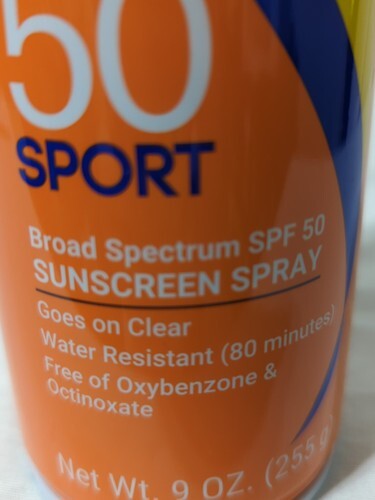 50
SPORT
Broad Spectrum SPF 50
SUNSCREEN SPRAY
Goes on Clear
Water Resistant (80 minutes)
Free of Oxybenzone &
Octinoxate
Net Wt. 9 OZ. (255 g)